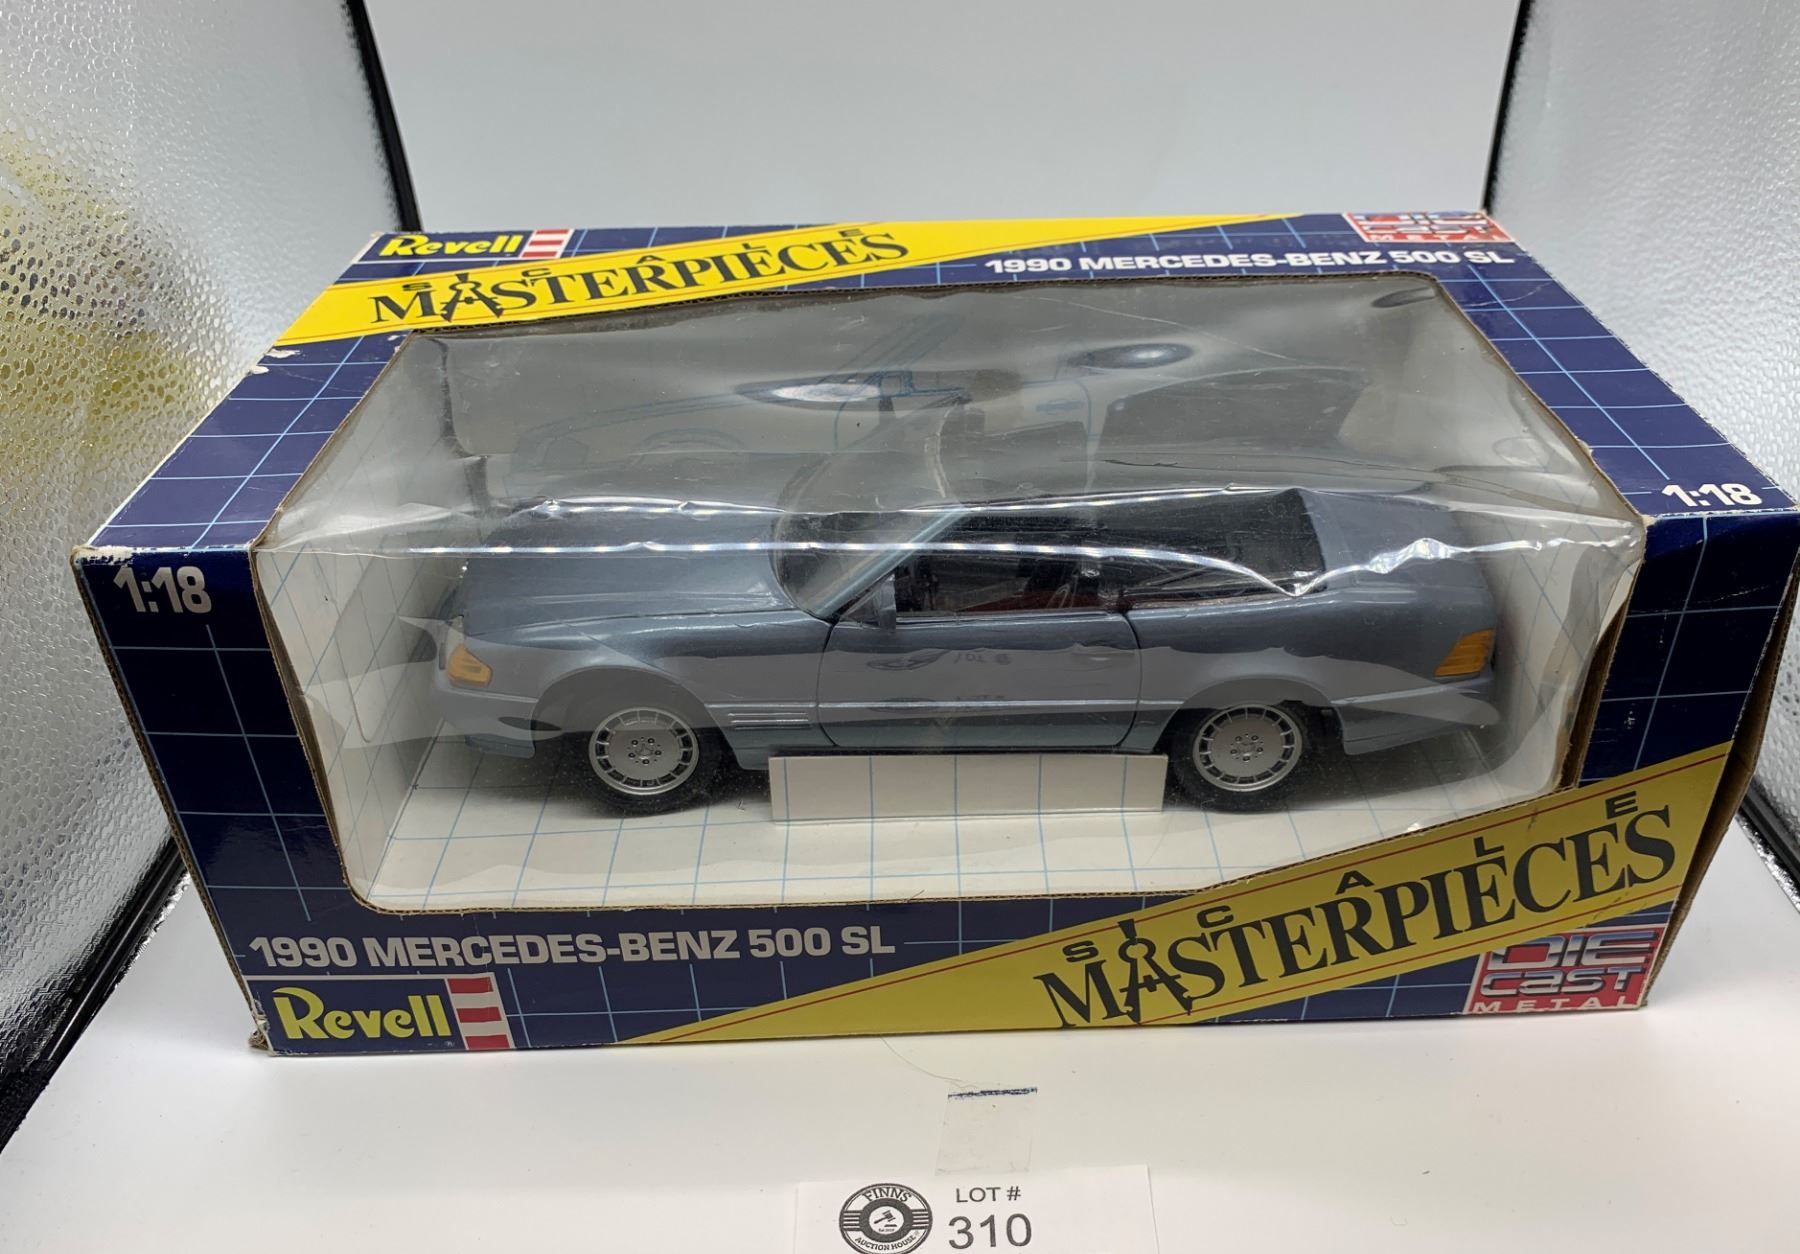 Revell
SCALE
MASTERPIECES
DIE
CAST
METAL
1990 MERCEDES-BENZ 500 SL
1:18
1:18
1990 MERCEDES-BENZ 500 SL
Revell
SCALE
MASTERPIECES
DIE
CAST
METAL
FINNS
AUCTION HOUSE
LOT #
310